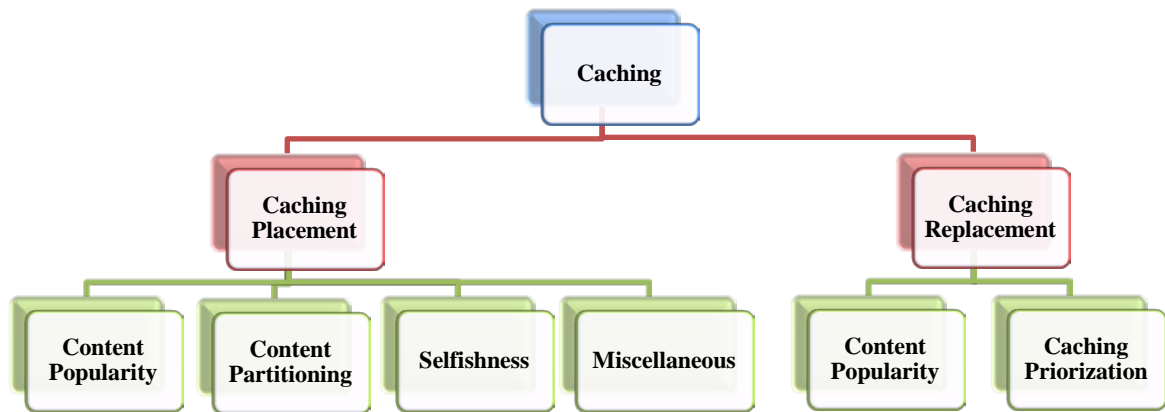 Caching
Caching
Placement
Caching
Replacement
Content
Popularity
Content
Partitioning
Selfishness
Miscellaneous
Content
Popularity
Caching
Priorization